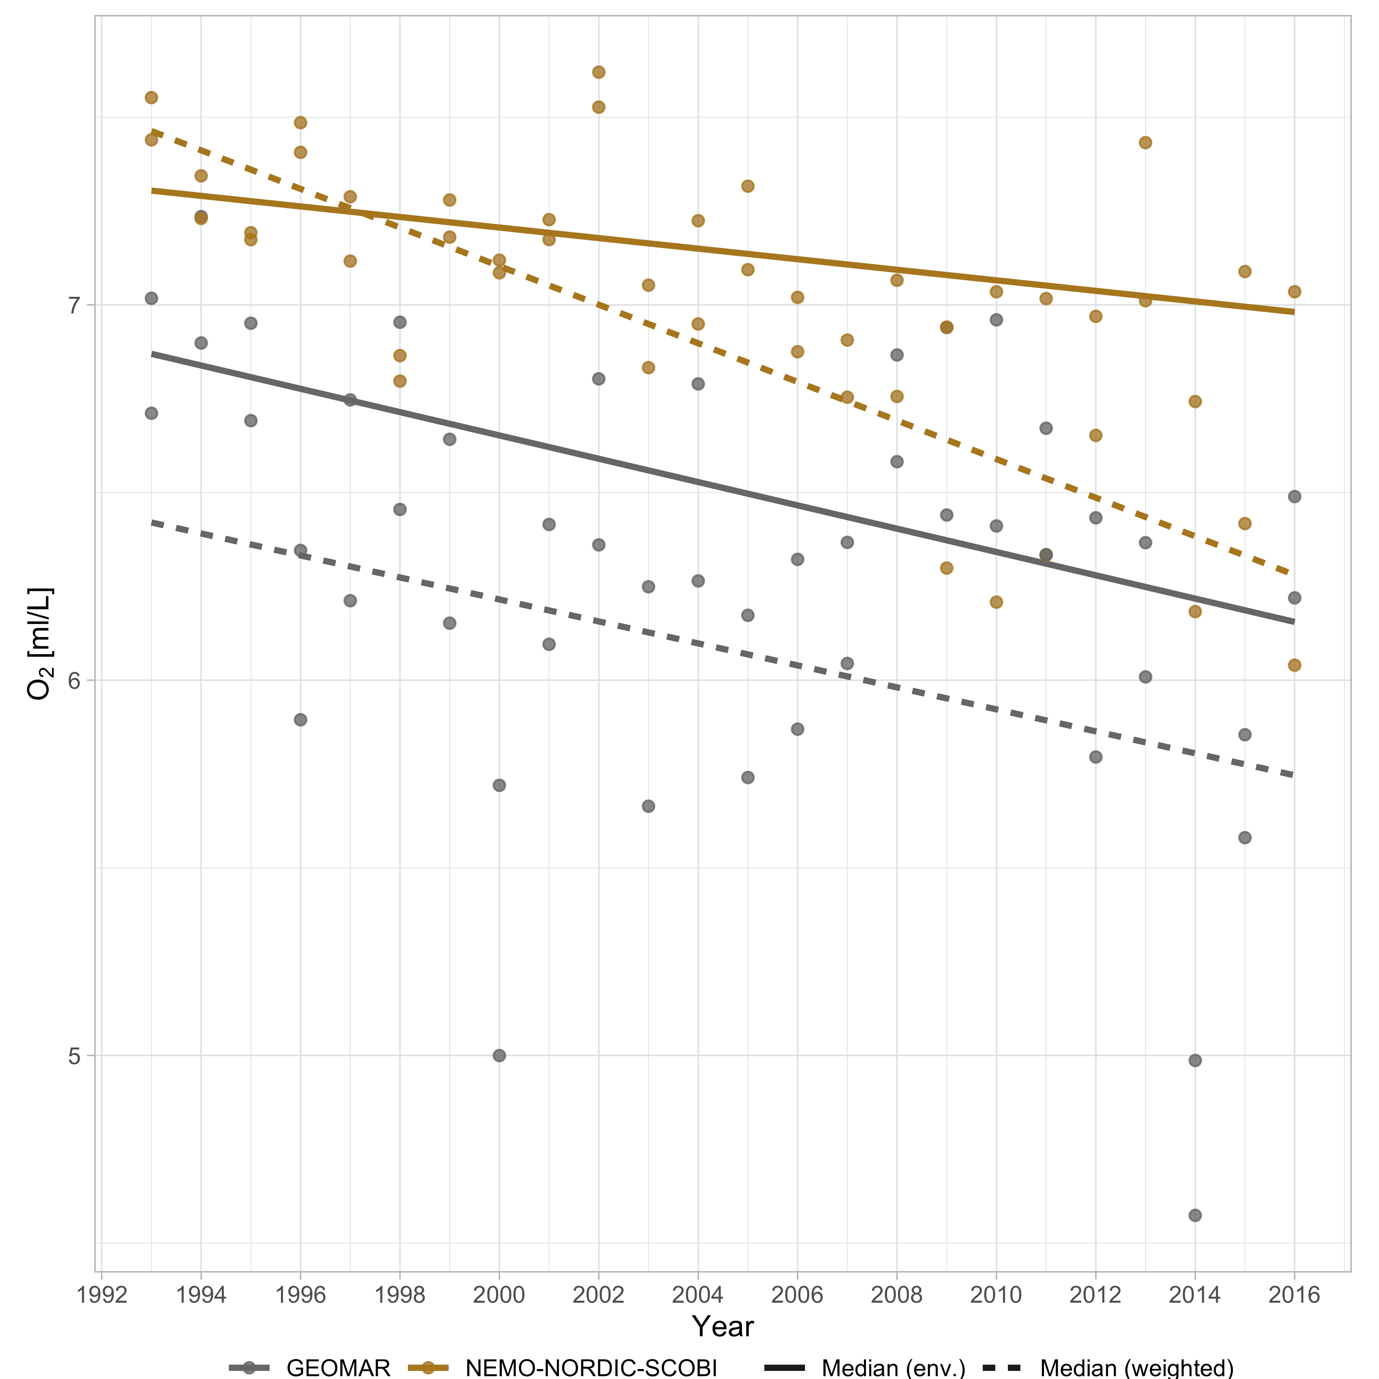 O2 [ml/L]
7
6
5
1992 1994 1996 1998 2000 2002 2004 2006 2008 2010 2012 2014 2016
Year
GEOMAR NEMO-NORDIC-SCOBI Median (env.) Median (weighted)